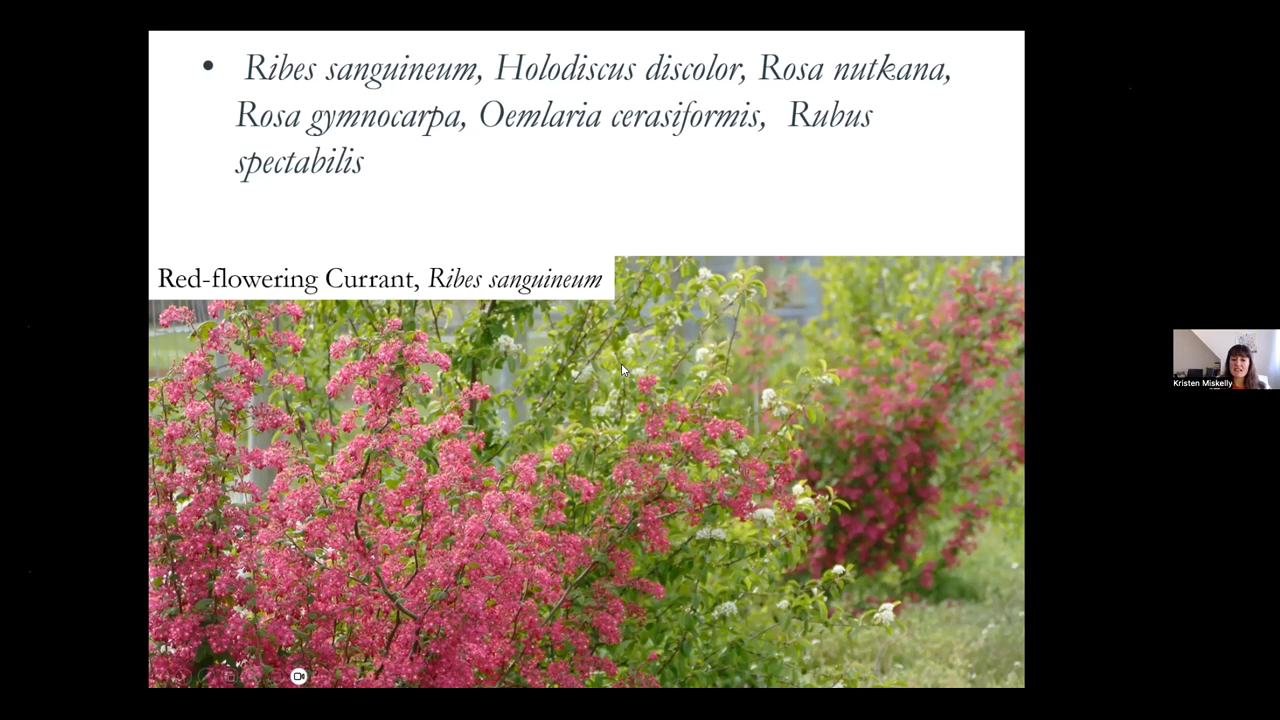 • Ribes sanguineum, Holodiscus discolor, Rosa nutkana,
Rosa gymnocarpa, Oemlaria cerasiformis, Rubus
spectabilis
Red-flowering Currant, Ribes sanguineum
Kristen Miskelly